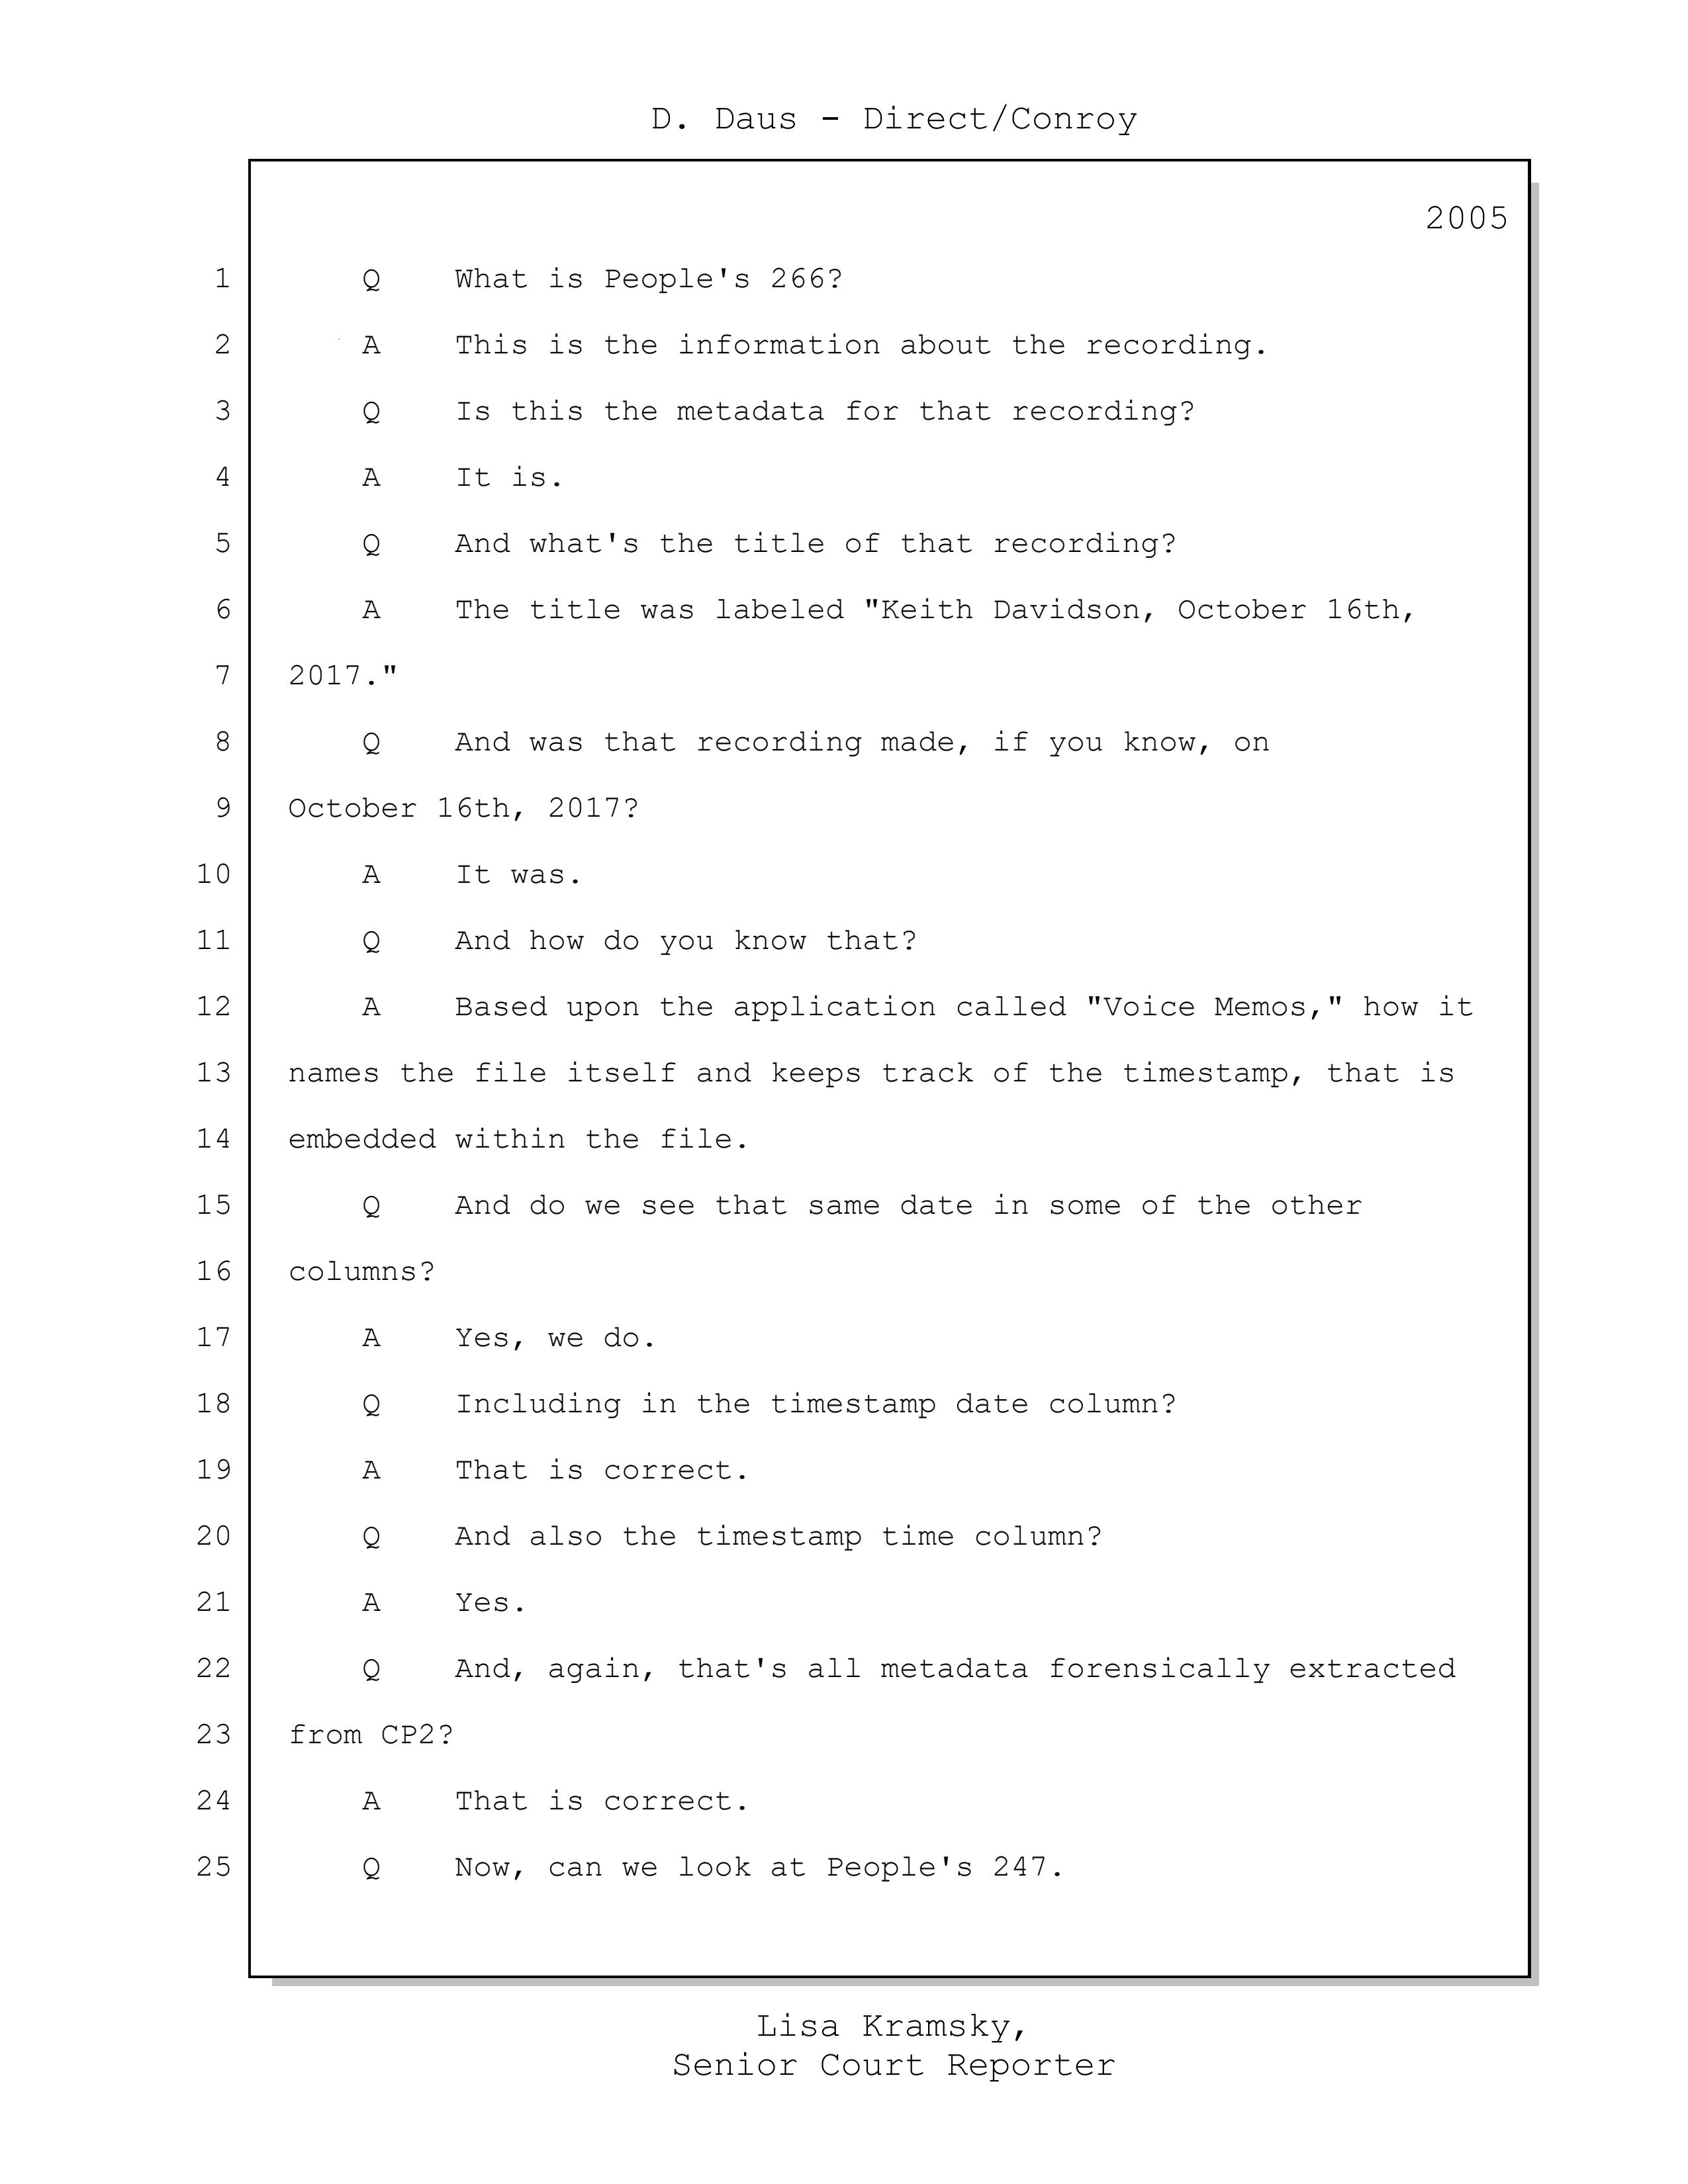 D. Daus - Direct/Conroy
2005
1 Q What is People's 266?
2 A This is the information about the recording.
3 Q Is this the metadata for that recording?
4 A It is.
5 Q And what's the title of that recording?
6 A The title was labeled "Keith Davidson, October 16th,
7 2017."
8 Q And was that recording made, if you know, on
9 October 16th, 2017?
10 A It was.
11 Q And how do you know that?
12 A Based upon the application called "Voice Memos," how it
13 names the file itself and keeps track of the timestamp, that is
14 embedded within the file.
15 Q And do we see that same date in some of the other
16 columns?
17 A Yes, we do.
18 Q Including in the timestamp date column?
19 A That is correct.
20 Q And also the timestamp time column?
21 A Yes.
22 Q And, again, that's all metadata forensically extracted
23 from CP2?
24 A That is correct.
25 Q Now, can we look at People's 247.
Lisa Kramsky,
Senior Court Reporter